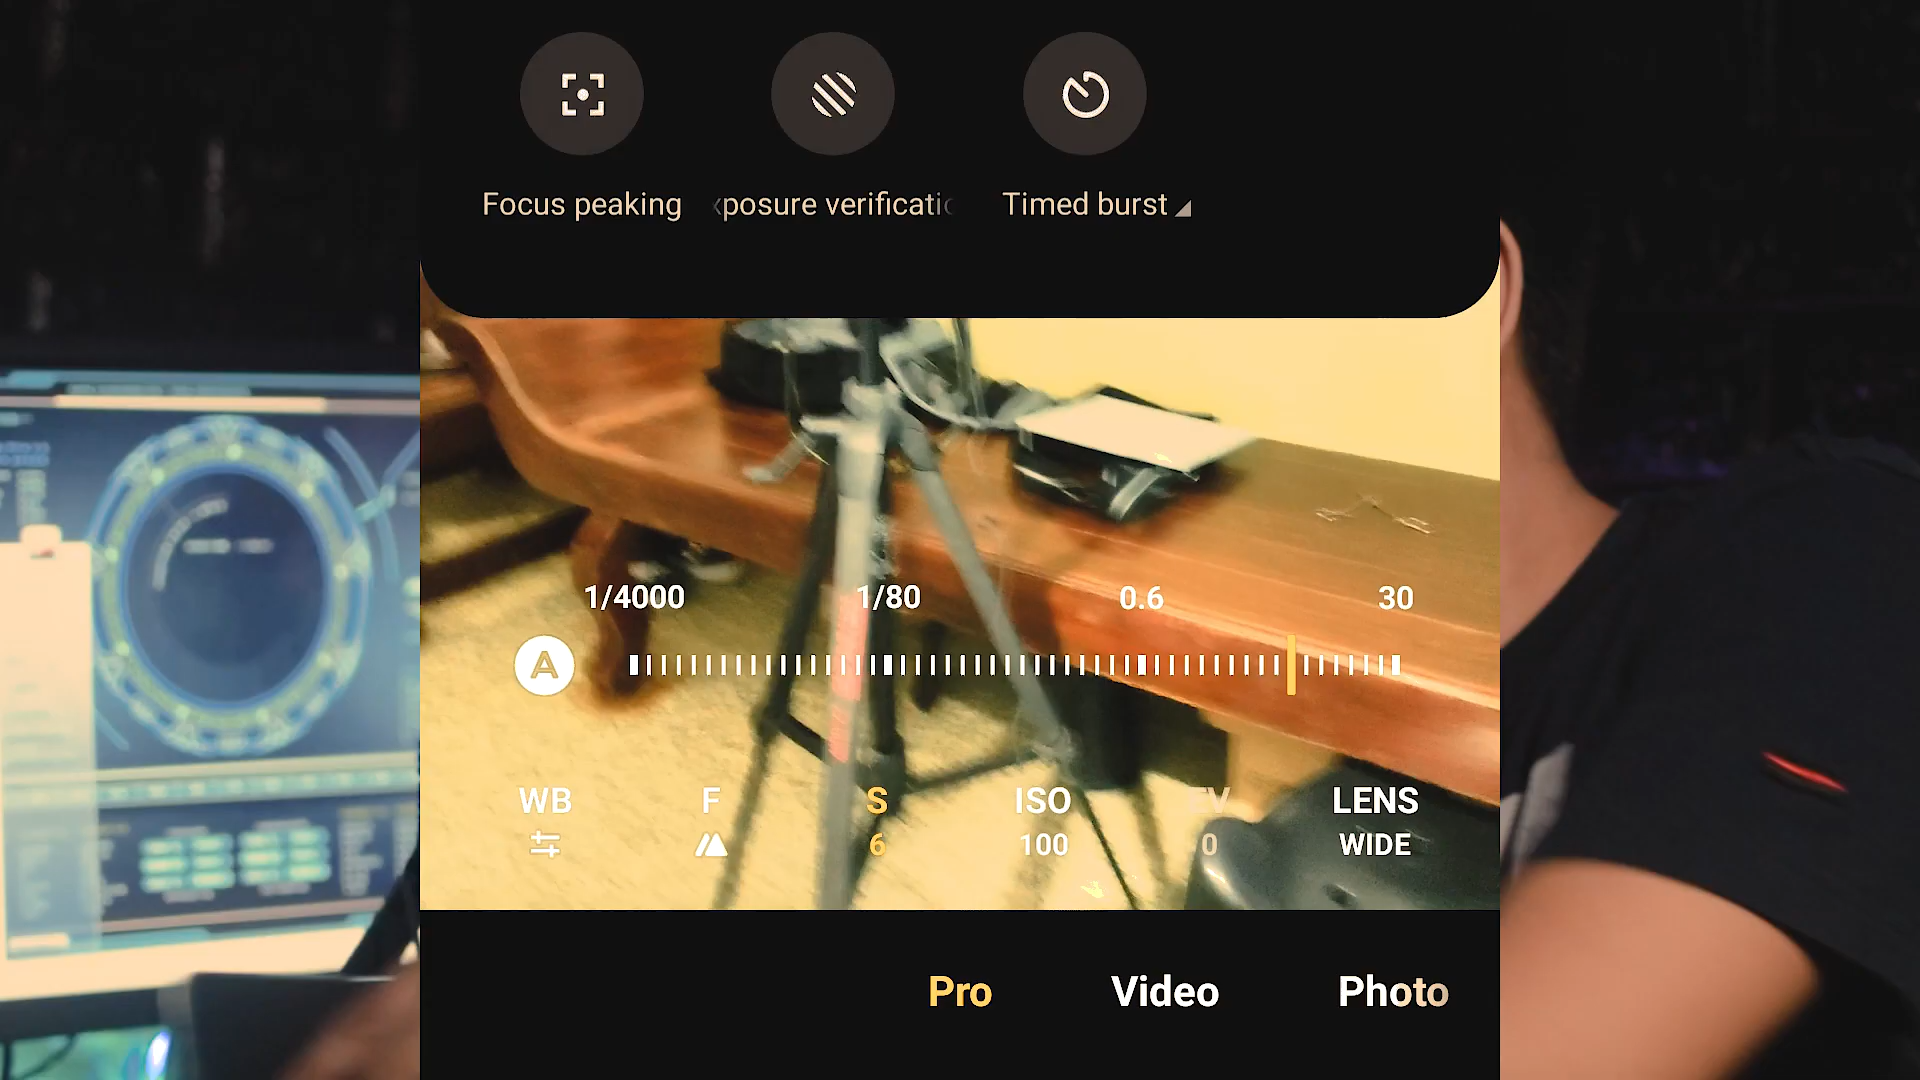 Focus peaking
xposure verificatic
Timed burst
1/4000 1/80 0.6 30
A
WB F S ISO EV LENS
6 100 0 WIDE
Pro Video Photo